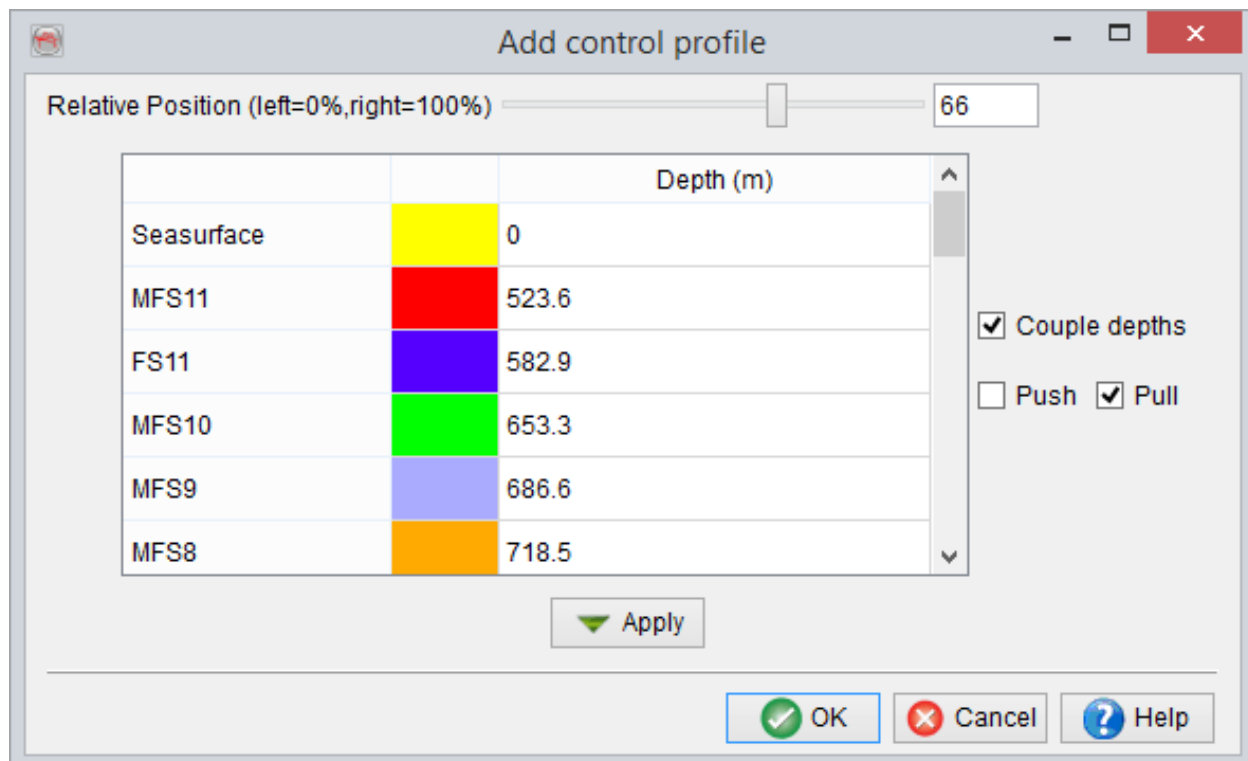 Add control profile
Relative Position (left=0%,right=100%) 66
Depth (m)
Seasurface 0
MFS11 523.6
FS11 582.9
MFS10 653.3
MFS9 686.6
MFS8 718.5
Couple depths
Push Pull
Apply
OK Cancel Help